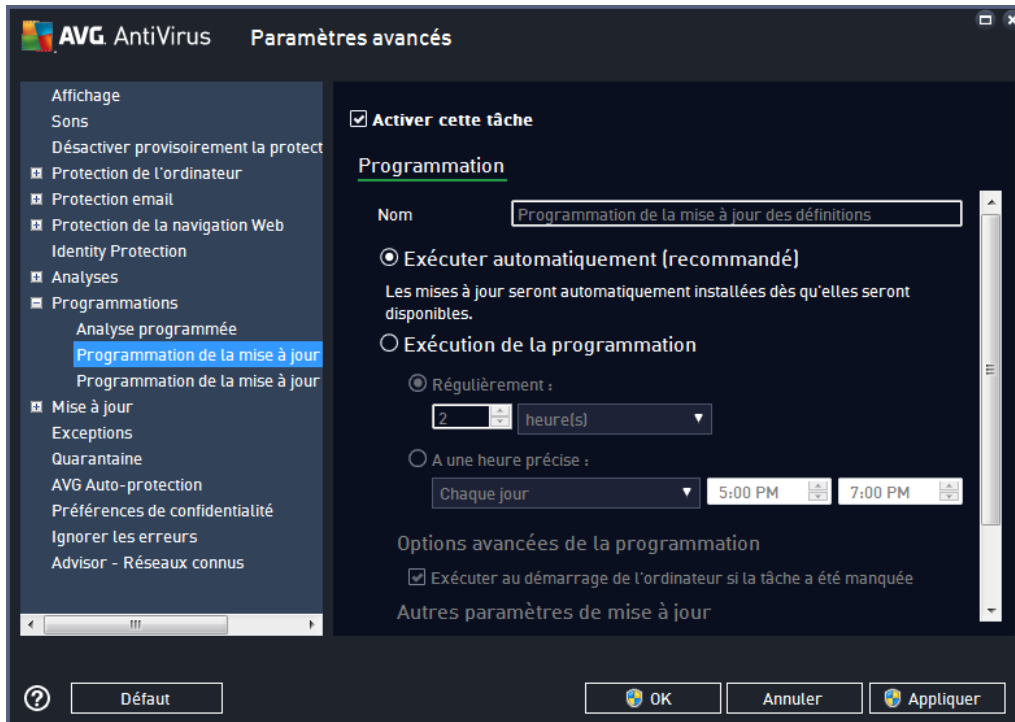 AVG. AntiVirus Paramètres avancés
Affichage
Sons
Désactiver provisoirement la protect
Protection de l'ordinateur
Protection email
Protection de la navigation Web
Identity Protection
Analyses
Programmations
Analyse programmée
Programmation de la mise à jour
Programmation de la mise à jour
Mise à jour
Exceptions
Quarantaine
AVG Auto-protection
Préférences de confidentialité
Ignorer les erreurs
Advisor - Réseaux connus
Activer cette tâche
Programmation
Nom Programmation de la mise à jour des définitions
Exécuter automatiquement (recommandé)
Les mises à jour seront automatiquement installées dès qu'elles seront
disponibles.
Exécution de la programmation
Régulièrement :
2 heure(s)
A une heure précise :
Chaque jour 5:00 PM 7:00 PM
Options avancées de la programmation
Exécuter au démarrage de l'ordinateur si la tâche a été manquée
Autres paramètres de mise à jour
? Défaut OK Annuler Appliquer